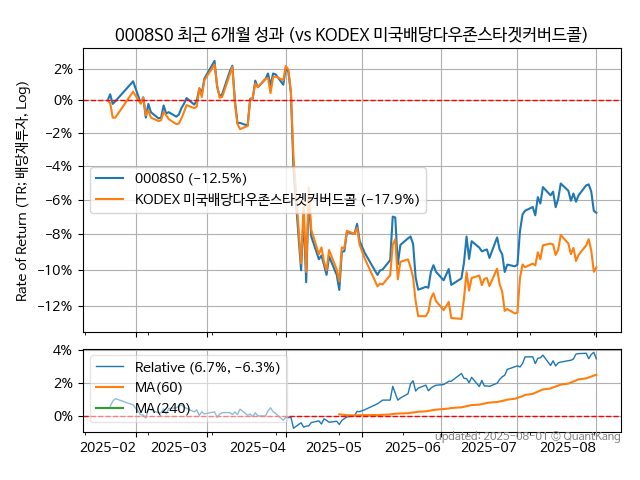 0008S0 최근 6개월 성과 (vs KODEX 미국배당다우존스타겟커버드콜)
Rate of Return (TR; 배당재투자, Log)
2%
0%
−2%
−4%
−6%
−8%
−10%
−12%
0008S0 (−12.5%)
KODEX 미국배당다우존스타겟커버드콜 (−17.9%)
4%
2%
0%
Relative (6.7%, −6.3%)
MA(60)
MA(240)
2025−02 2025−03 2025−04 2025−05 2025−06 2025−07 2025−08
Updated: 2025−08−01 © QuantKang